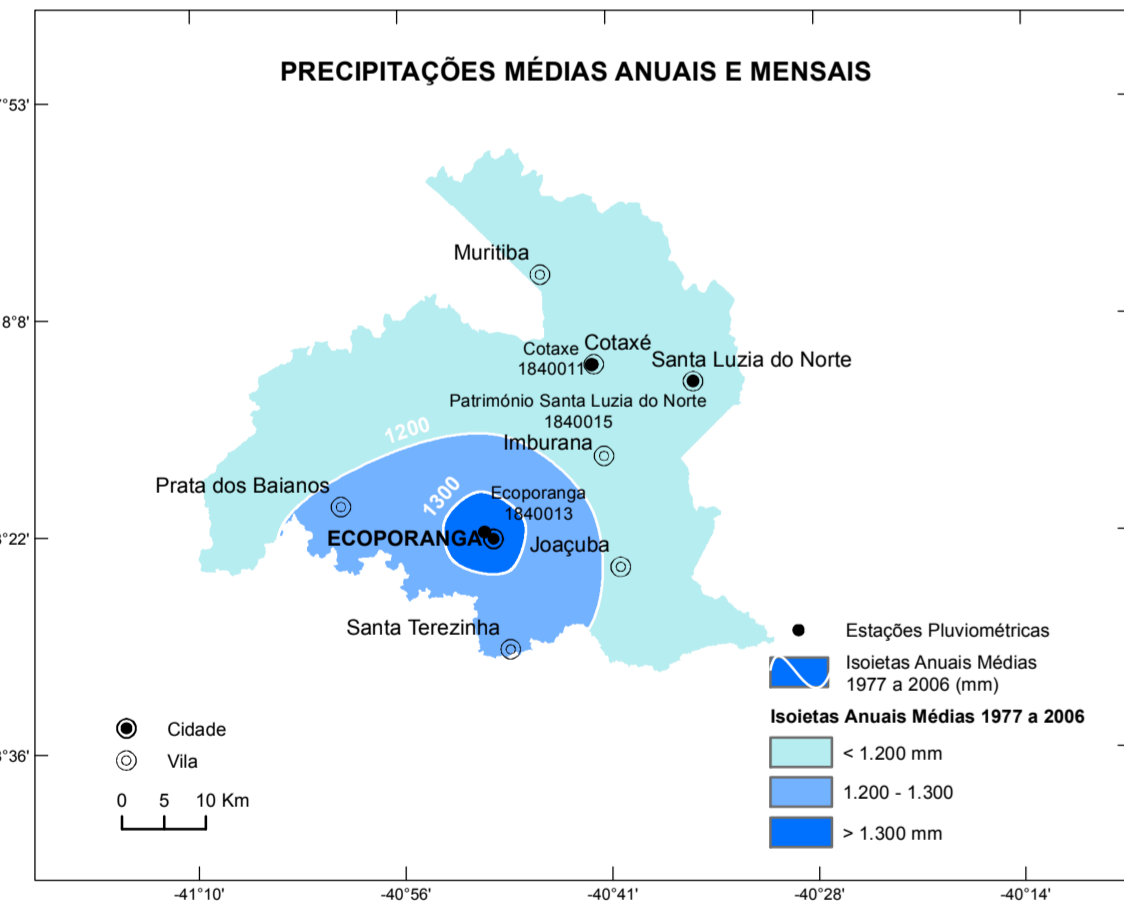 PRECIPITAÇÕES MÉDIAS ANUAIS E MENSAIS
°53'
Muritiba
8°8'
Cotaxé
Cotaxe
1840011
Santa Luzia do Norte
Património Santa Luzia do Norte
1840015
1200
Imburana
Prata dos Baianos
1300
Ecoporanga
1840013
ECOPORANGA
Joaçuba
°22'
Santa Terezinha
Estações Pluviométricas
Isoietas Anuais Médias
1977 a 2006 (mm)
Isoietas Anuais Médias 1977 a 2006
Cidade
< 1.200 mm
Vila
°36'
1.200 - 1.300
0 5 10 Km
> 1.300 mm
-41°10' -40°56' -40°41' -40°28' -40°14'